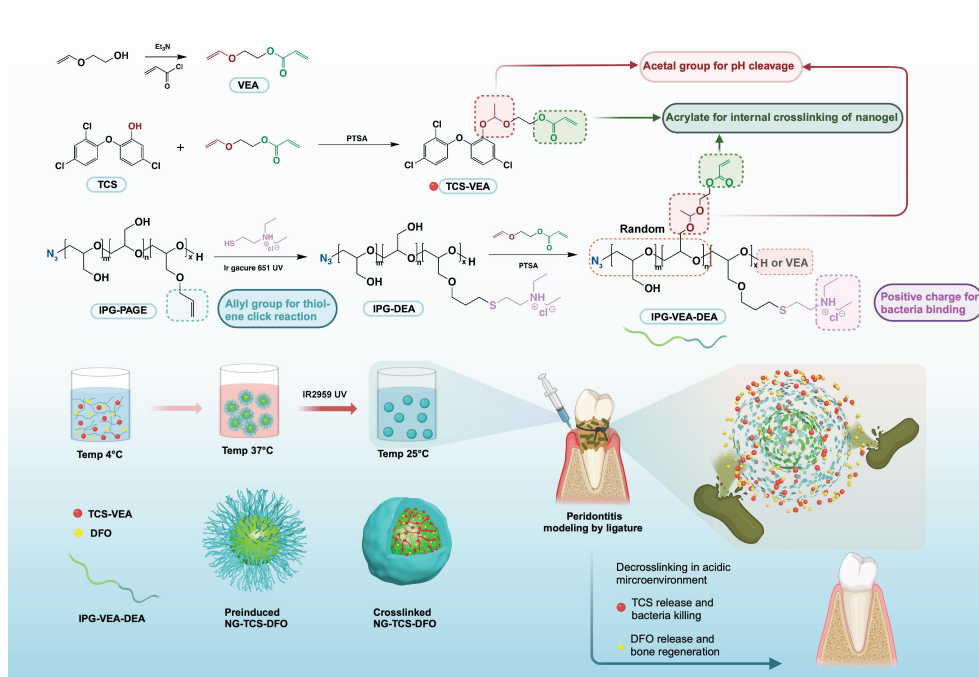 OH
O
Et₃N
Cl
O
O
O
O
VEA
Acetal group for pH cleavage
Acrylate for internal crosslinking of nanogel
Cl
OH
O
Cl
Cl
TCS
+
O
O
O
PTSA
Cl
O
O
O
O
O
Cl
Cl
TCS-VEA
O
O
O
O
Random
OH
N₃
O
m
O
n
O
x
H
OH
O
IPG-PAGE
Allyl group for thiol-
ene click reaction
HS
NH
⊕ cl⊖
Ir gacure 651 UV
OH
N₃
O
m
O
n
O
x
H
OH
O
S
NH
⊕ cl⊖
IPG-DEA
O
O
O
PTSA
N₃
O
m
O
n
O
x
H or VEA
OH
O
S
NH
⊕ cl⊖
IPG-VEA-DEA
Positive charge for
bacteria binding
IR2959 UV
Temp 4°C
Temp 37°C
Temp 25°C
TCS-VEA
DFO
IPG-VEA-DEA
Preinduced
NG-TCS-DFO
Crosslinked
NG-TCS-DFO
Peridontitis
modeling by ligature
Decrosslinking in acidic
mircroenvironment
TCS release and
bacteria killing
DFO release and
bone regeneration